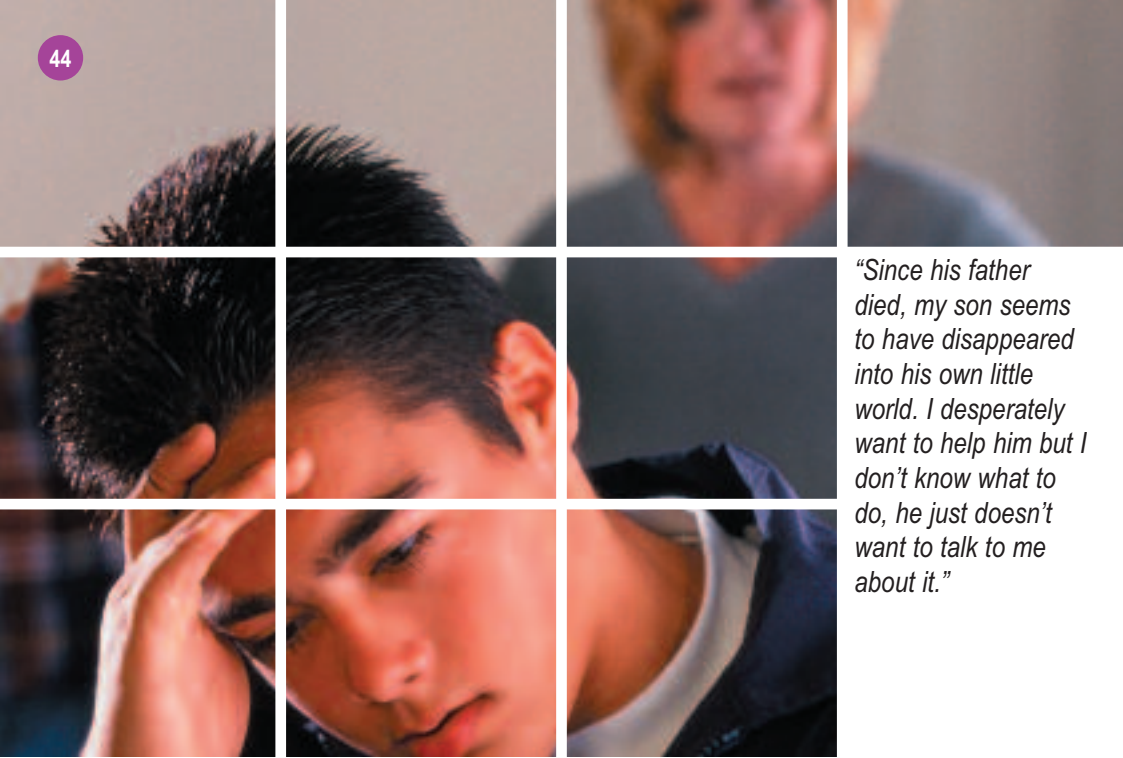 44
“Since his father
died, my son seems
to have disappeared
into his own little
world. I desperately
want to help him but I
don’t know what to
do, he just doesn’t
want to talk to me
about it.”